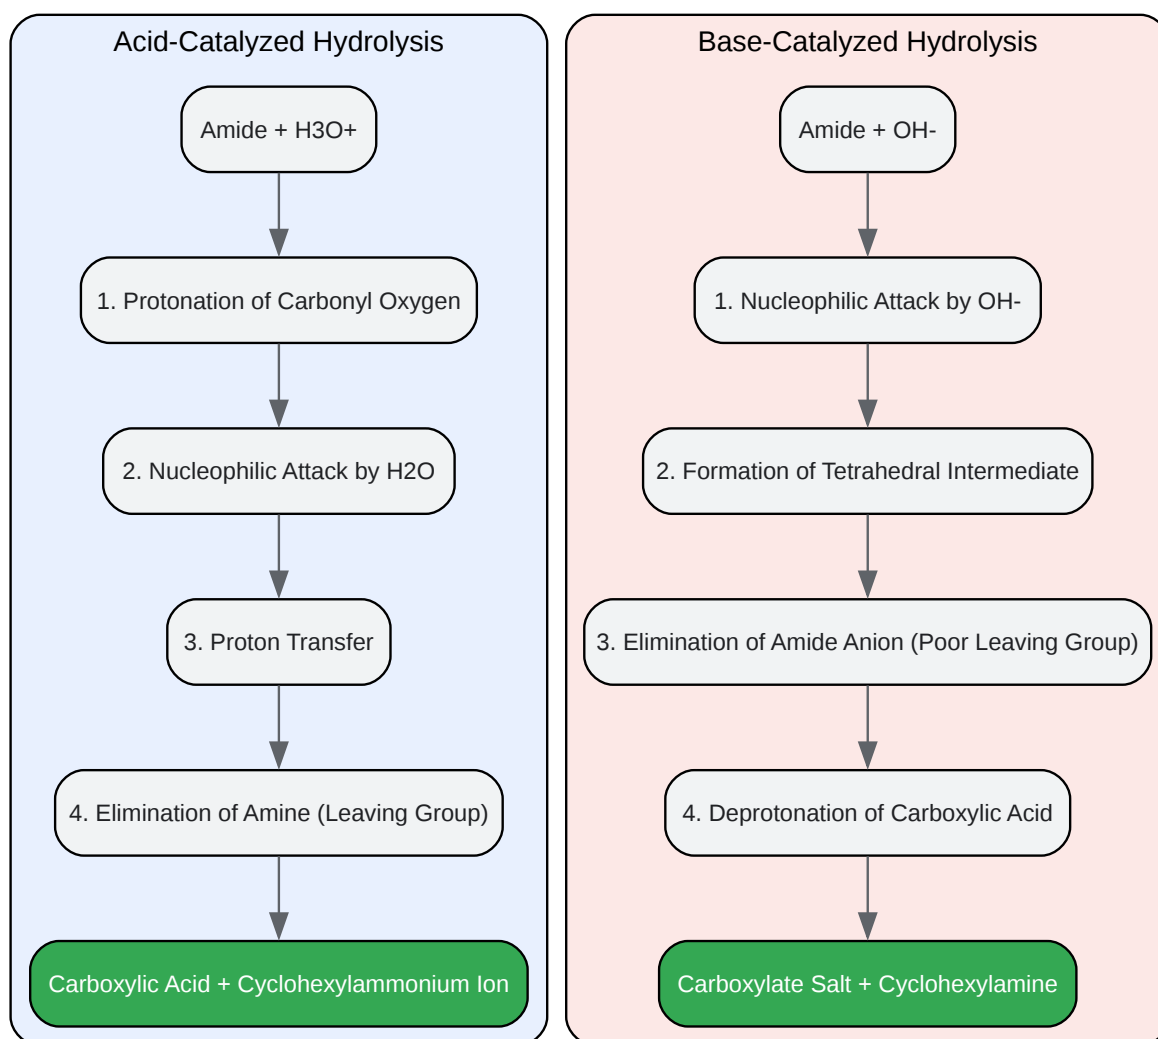 Acid-Catalyzed Hydrolysis
Amide + H3O+
1. Protonation of Carbonyl Oxygen
2. Nucleophilic Attack by H2O
3. Proton Transfer
4. Elimination of Amine (Leaving Group)
Carboxylic Acid + Cyclohexylammonium Ion
Base-Catalyzed Hydrolysis
Amide + OH-
1. Nucleophilic Attack by OH-
2. Formation of Tetrahedral Intermediate
3. Elimination of Amide Anion (Poor Leaving Group)
4. Deprotonation of Carboxylic Acid
Carboxylate Salt + Cyclohexylamine